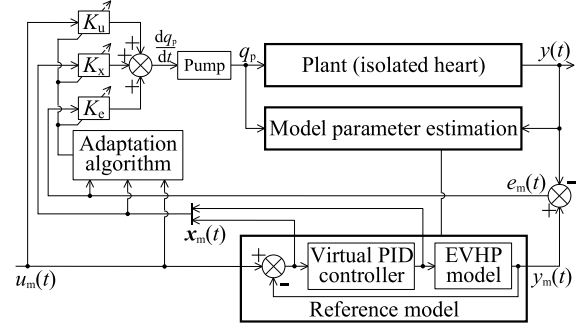 K_u
K_x
K_e
+
+
+
dq_p
dt
Pump
q_p
Plant (isolated heart)
y(t)
Model parameter estimation
Adaptation
algorithm
e_m(t)
-
+
x_m(t)
u_m(t)
+
-
Virtual PID
controller
EVHP
model
y_m(t)
Reference model